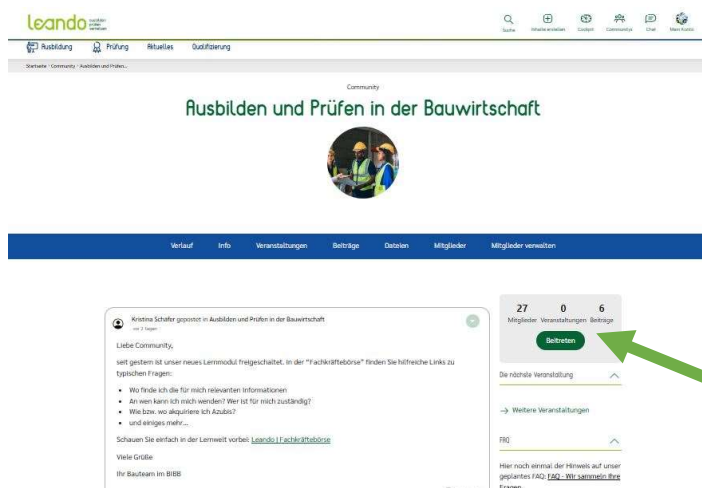 leando
Suche
Inhalte erstellen
Cockpit
Community
Chat
Mein Konto
Ausbildung
Prüfung
Aktuelles
Qualifizierung
Startseite · Community · Ausbilden und Prüfen...
Community
Ausbilden und Prüfen in der Bauwirtschaft
Verlauf
Info
Veranstaltungen
Beiträge
Dateien
Mitglieder
Mitglieder verwalten
Kristina Schäfer gepostet in Ausbilden und Prüfen in der Bauwirtschaft
vor 2 Tagen
Liebe Community,
seit gestern ist unser neues Lernmodul freigeschaltet. In der "Fachkräftebörse" finden Sie hilfreiche Links zu
typischen Fragen:
• Wo finde ich die für mich relevanten Informationen
• An wen kann ich mich wenden? Wer ist für mich zuständig?
• Wie bzw. wo akquiriere ich Azubis?
• und einiges mehr...
Schauen Sie einfach in der Lernwelt vorbei: Leando | Fachkräftebörse
Viele Grüße
Ihr Bauteam im BIBB
27 0 6
Mitglieder Veranstaltungen Beiträge
Beitreten
Die nächste Veranstaltung
→ Weitere Veranstaltungen
FAQ
Hier noch einmal der Hinweis auf unser
geplantes FAQ: FAQ - Wir sammeln Ihre
Fragen